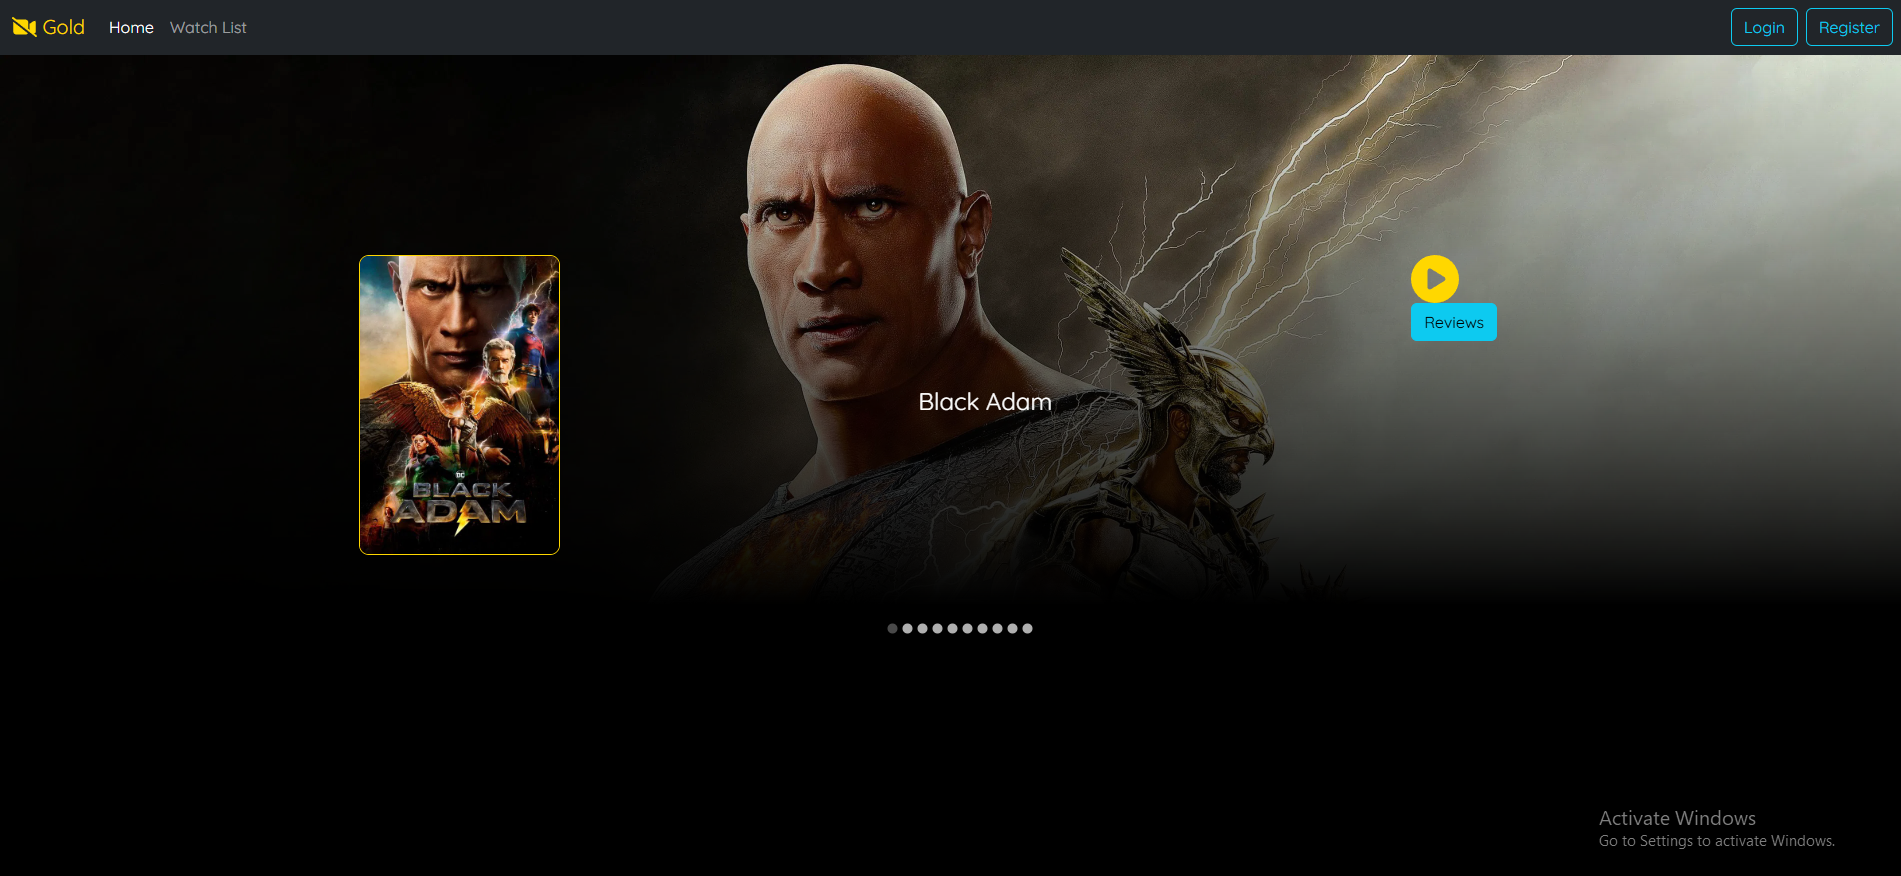 Gold Home Watch List Login Register
Reviews
Black Adam
DC
BLACK
ADAM
Activate Windows
Go to Settings to activate Windows.